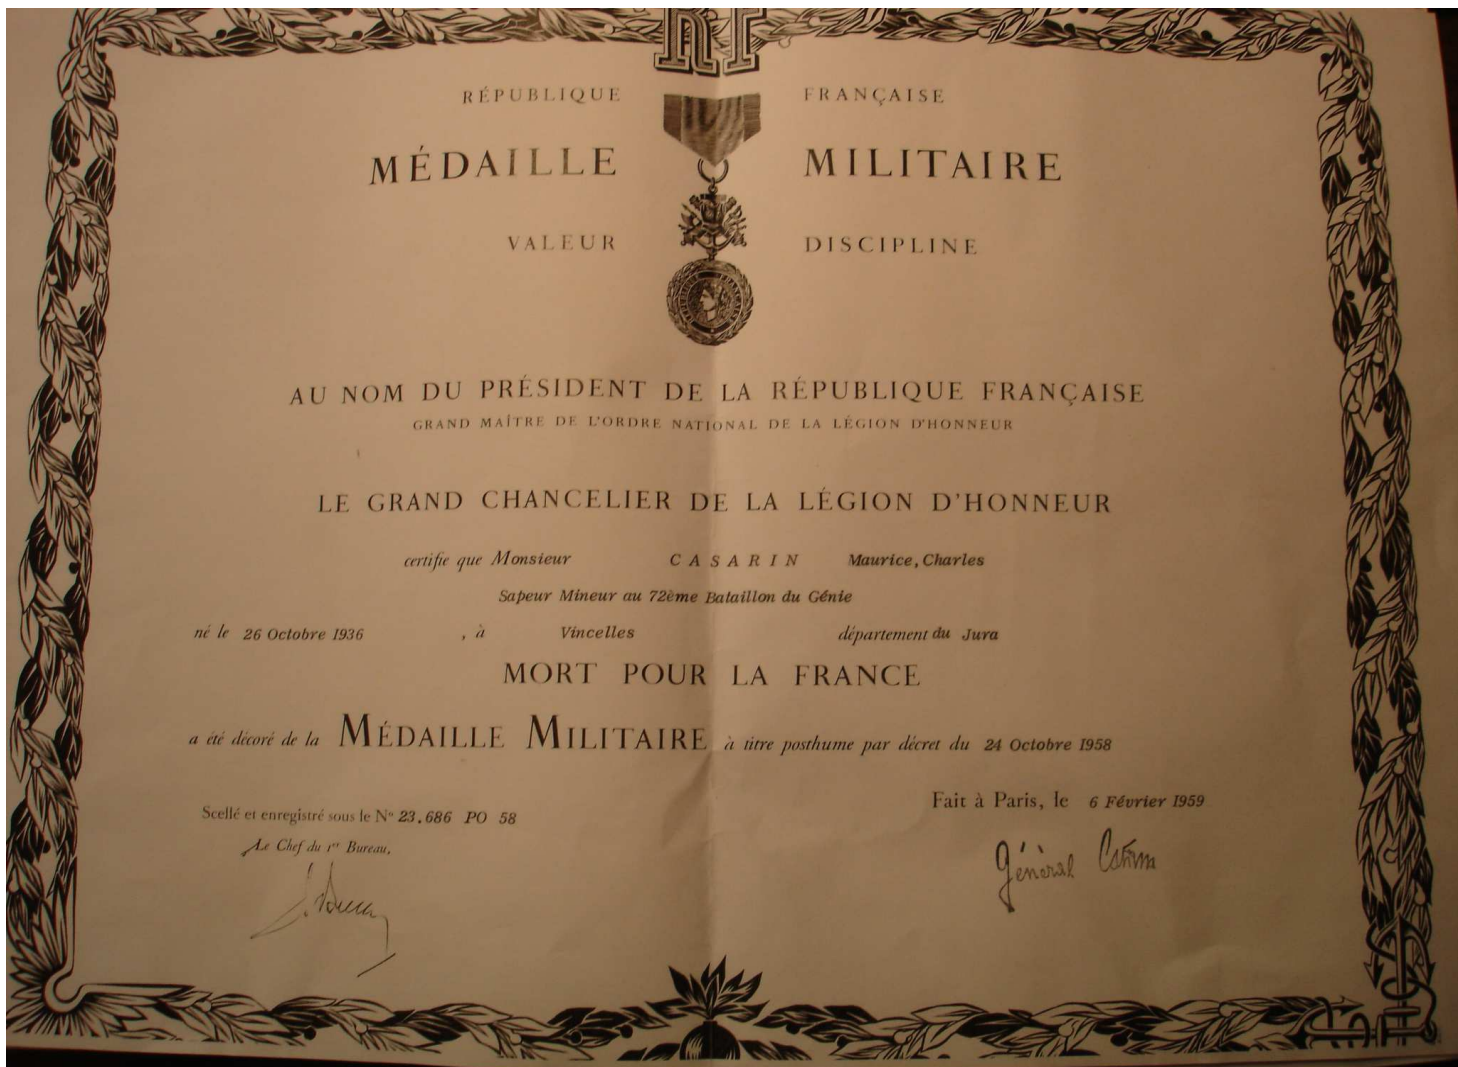 RF
RÉPUBLIQUE FRANÇAISE
MÉDAILLE MILITAIRE
VALEUR DISCIPLINE
AU NOM DU PRÉSIDENT DE LA RÉPUBLIQUE FRANÇAISE
GRAND MAÎTRE DE L'ORDRE NATIONAL DE LA LÉGION D'HONNEUR
LE GRAND CHANCELIER DE LA LÉGION D'HONNEUR
certifie que Monsieur CASARIN Maurice, Charles
Sapeur Mineur au 72ème Bataillon du Génie
né le 26 Octobre 1936 , à Vincelles département du Jura
MORT POUR LA FRANCE
a été décoré de la MÉDAILLE MILITAIRE à titre posthume par décret du 24 Octobre 1958
Fait à Paris, le 6 Février 1959
Scellé et enregistré sous le N° 23.686 PO 58
Le Chef du 1er Bureau,
Général